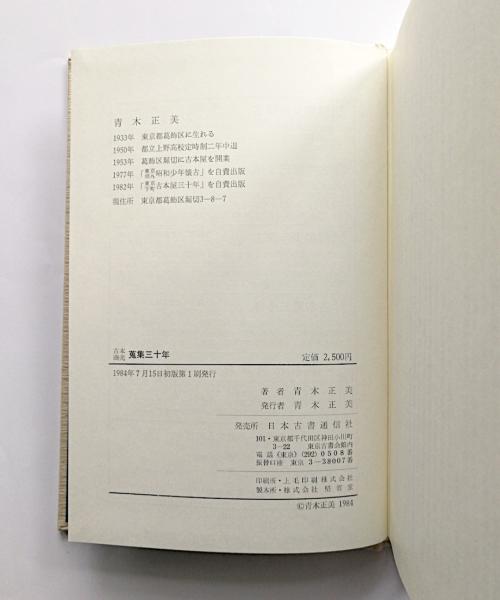 青木正美
1933年 東京都葛飾区に生れる
1950年 都立上野高校定時制二年中退
1953年 葛飾区堀切に古本屋を開業
1977年 「昭和少年懐古」を自費出版
1982年 「東京下町古本屋三十年」を自費出版
現住所 東京都葛飾区堀切3-8-7
古本商売 蒐集三十年
定価 2,500円
1984年7月15日初版第1刷発行
著者 青木正美
発行者 青木正美
発売所 日本古書通信社
101・東京都千代田区神田小川町
3-22 東京古書会館内
電話(東京)(292)0508番
振替口座 東京 3-38007番
印刷所・上毛印刷株式会社
製本所・株式会社
©青木正美 1984